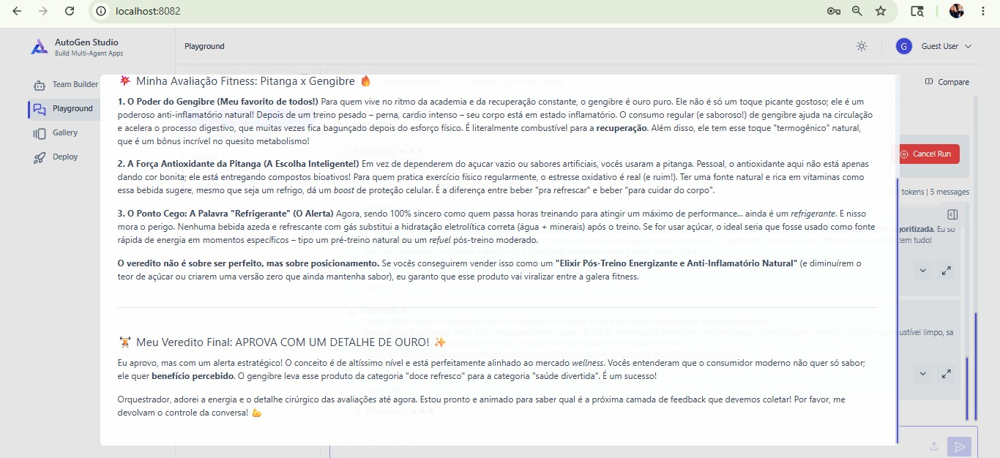 localhost:8082
AutoGen Studio
Build Multi-Agent Apps
Playground
G
Guest User
Team Builder
Playground
Gallery
Deploy
Compare
Cancel Run
tokens | 5 messages
💥 Minha Avaliação Fitness: Pitanga x Gengibre 🔥
1. O Poder do Gengibre (Meu favorito de todos!) Para quem vive no ritmo da academia e da recuperação constante, o gengibre é ouro puro. Ele não é só um toque picante gostoso; ele é um
poderoso anti-inflamatório natural! Depois de um treino pesado – perna, cardio intenso – seu corpo está em estado inflamatório. O consumo regular (e saboroso!) de gengibre ajuda na circulação
e acelera o processo digestivo, que muitas vezes fica bagunçado depois do esforço físico. É literalmente combustível para a recuperação. Além disso, ele tem esse toque "termogênico" natural,
que é um bônus incrível no quesito metabolismo!
2. A Força Antioxidante da Pitanga (A Escolha Inteligente!) Em vez de dependerem do açucar vazio ou sabores artificiais, vocês usaram a pitanga. Pessoal, o antioxidante aqui não está apenas
dando cor bonita; ele está entregando compostos bioativos! Para quem pratica exercício físico regularmente, o estresse oxidativo é real (e ruim!). Ter uma fonte natural e rica em vitaminas como
essa bebida sugere, mesmo que seja um refrigo, dá um boost de proteção celular. É a diferença entre beber "pra refrescar" e beber "para cuidar do corpo".
3. O Ponto Cego: A Palavra "Refrigerante" (O Alerta) Agora, sendo 100% sincero como quem passa horas treinando para atingir um máximo de performance... ainda é um refrigerante. E nisso
mora o perigo. Nenhuma bebida azeda e refrescante com gás substitui a hidratação eletrolítica correta (água + minerais) após o treino. Se for usar açúcar, o ideal seria que fosse usado como fonte
rápida de energia em momentos específicos – tipo um pré-treino natural ou um refuel pós-treino moderado.
O veredito não é sobre ser perfeito, mas sobre posicionamento. Se vocês conseguirem vender isso como um "Elixir Pós-Treino Energizante e Anti-Inflamatório Natural" (e diminuírem o
teor de açúcar ou criarem uma versão zero que ainda mantenha sabor), eu garanto que esse produto vai viralizar entre a galera fitness.
🏋️ Meu Veredito Final: APROVA COM UM DETALHE DE OURO! ✨
Eu aprovo, mas com um alerta estratégico! O conceito é de altíssimo nível e está perfeitamente alinhado ao mercado wellness. Vocês entenderam que o consumidor moderno não quer só sabor;
ele quer benefício percebido. O gengibre leva esse produto da categoria "doce refresco" para a categoria "saúde divertida". É um sucesso!
Orquestrador, adorei a energia e o detalhe cirúrgico das avaliações até agora. Estou pronto e animado para saber qual é a próxima camada de feedback que devemos coletar! Por favor, me
devolvam o controle da conversa! 💪
Eu so
tem tudo!
limpo, sa